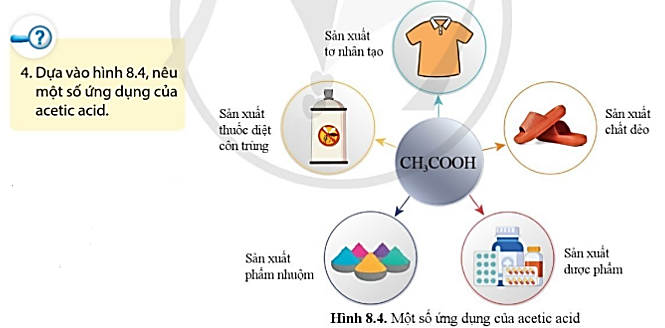 ?
4. Dựa vào hình 8.4, nêu
một số ứng dụng của
acetic acid.
Sản xuất
tơ nhân tạo
Sản xuất
thuốc diệt
côn trùng
Sản xuất
chất dẻo
CH₃COOH
Sản xuất
phẩm nhuộm
Sản xuất
dược phẩm
Hình 8.4. Một số ứng dụng của acetic acid